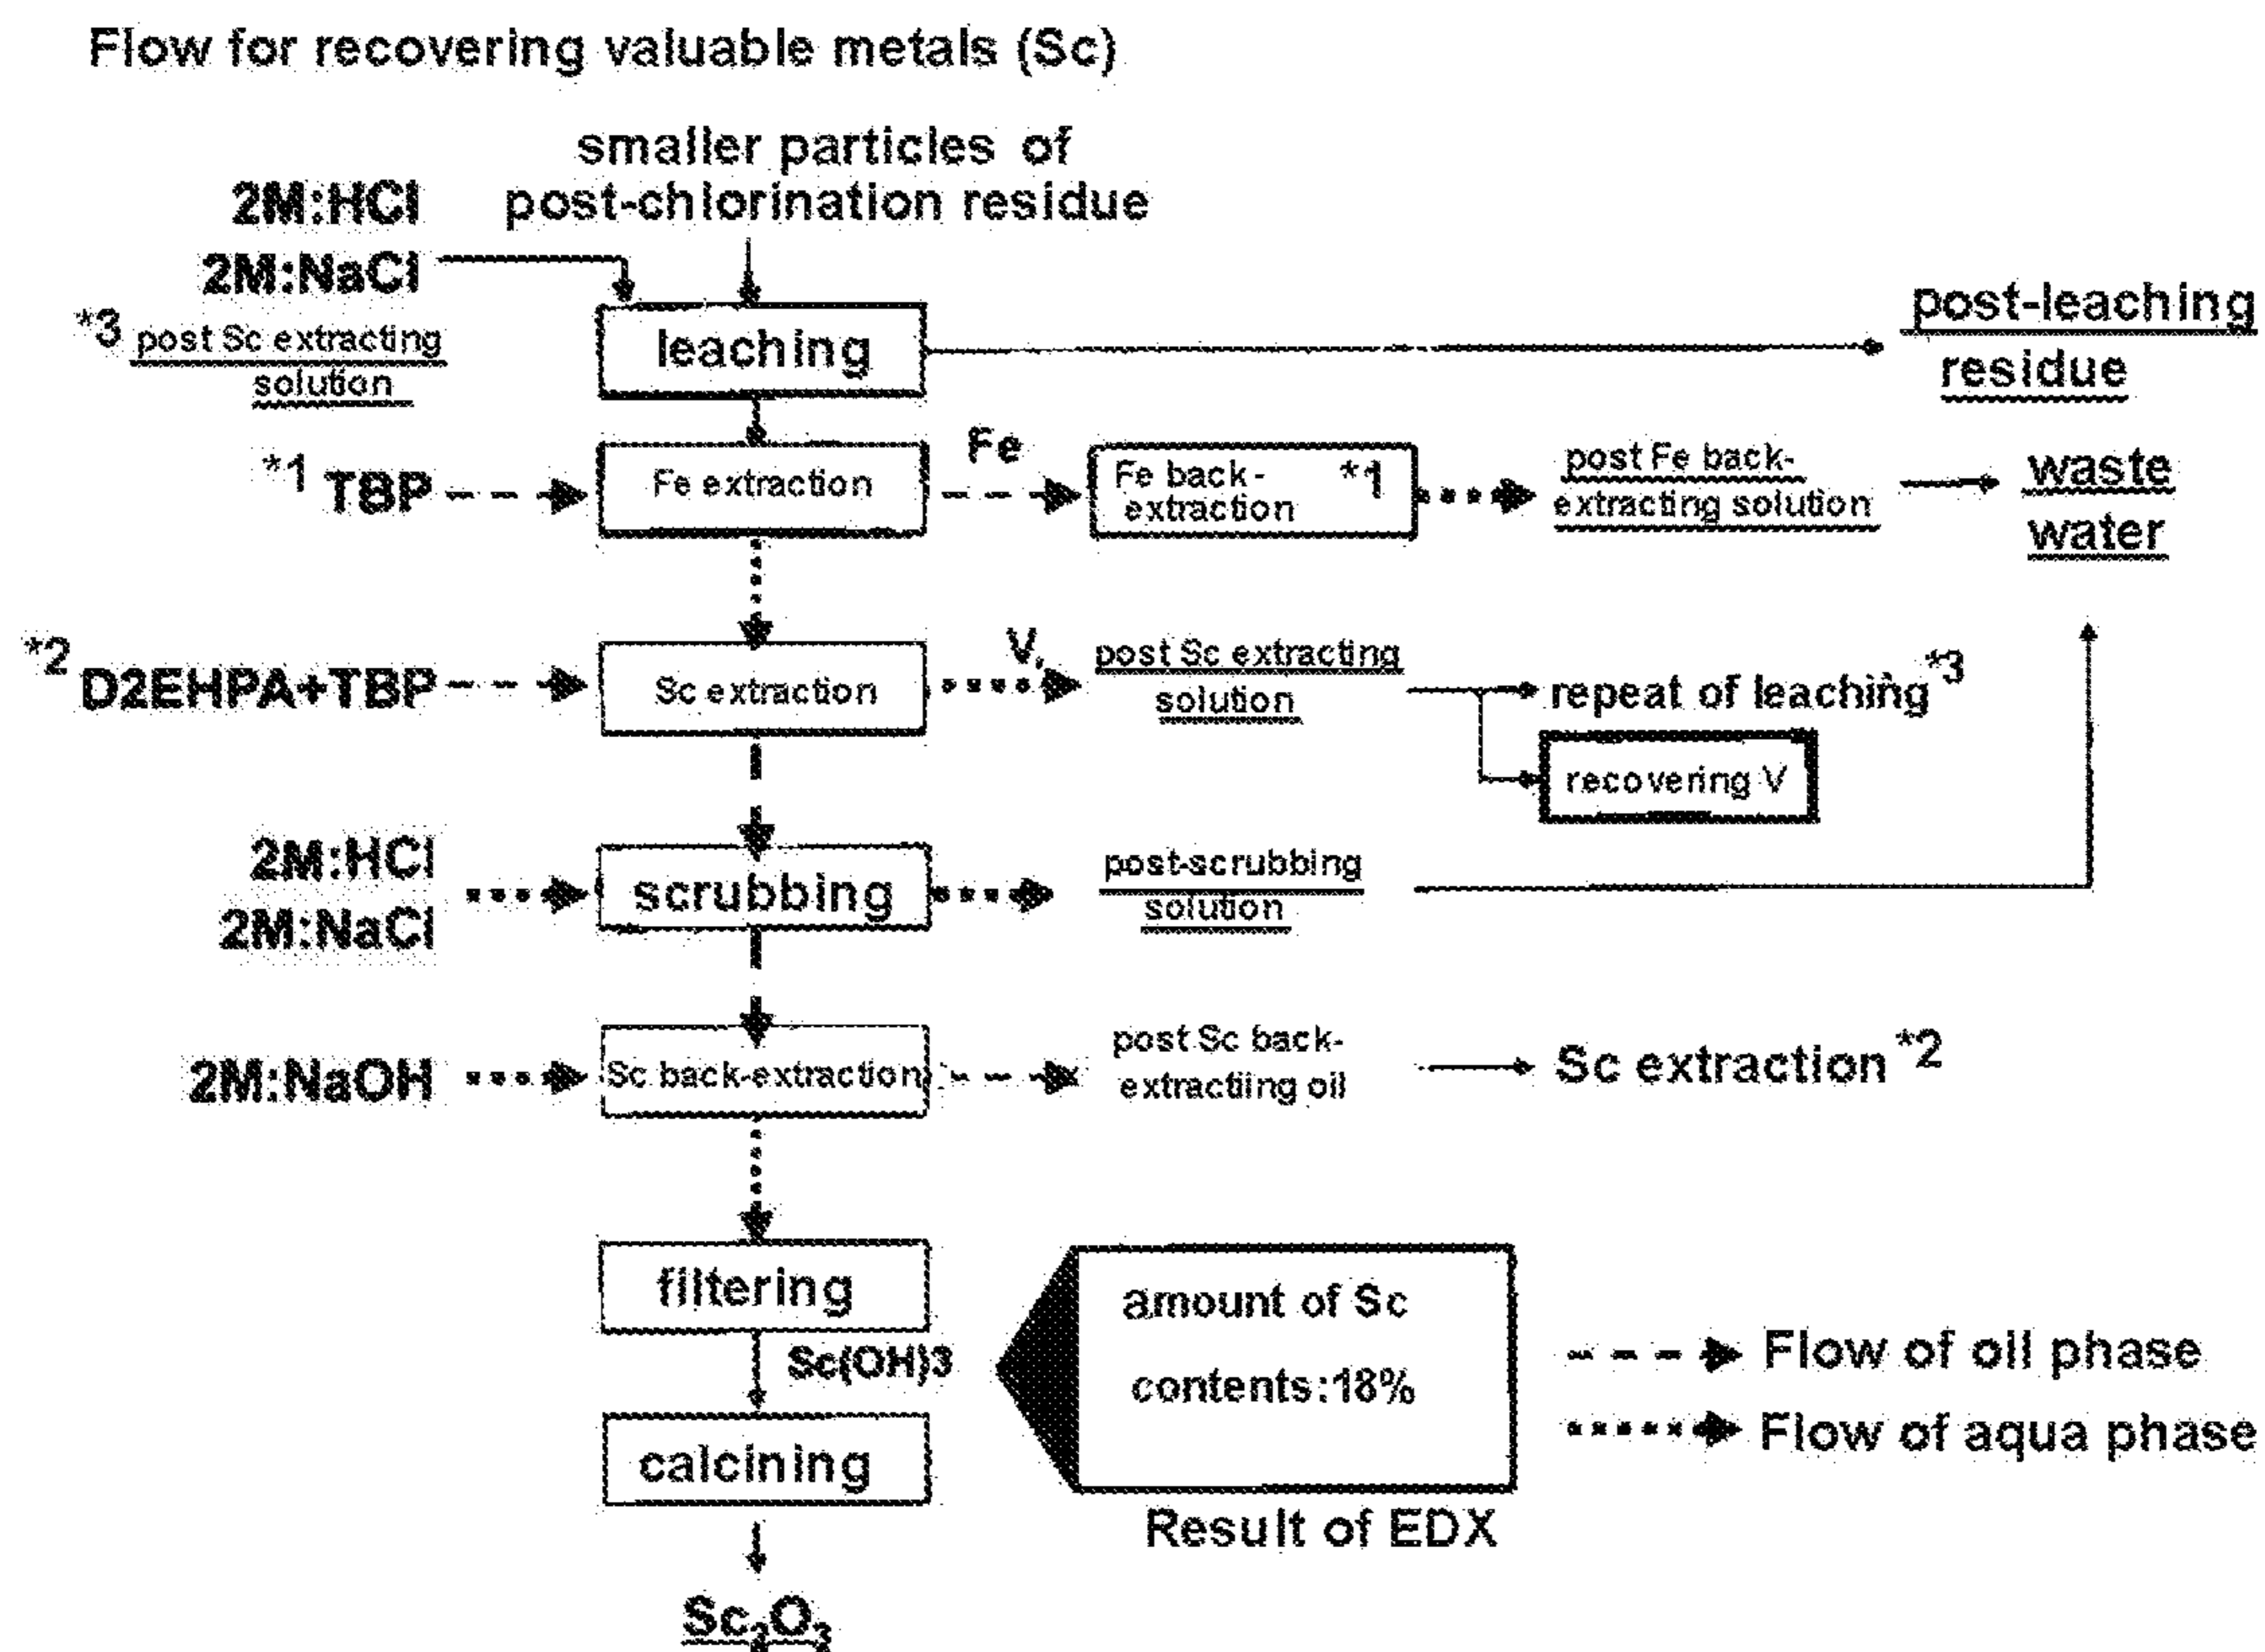 Flow for recovering valuable metals (Sc)
smaller particles of
post-chlorination residue
2M:HCl
2M:NaCl
*3 post Sc extracting
solution
leaching
post-leaching
residue
*1 TBP
Fe extraction
Fe
Fe back-
extraction *1
post Fe back-
extracting solution
waste
water
*2 D2EHPA+TBP
Sc extraction
V,
post Sc extracting
solution
repeat of leaching *3
recovering V
2M:HCl
2M:NaCl
scrubbing
post-scrubbing
solution
2M:NaOH
Sc back-extraction
post Sc back-
extractiing oil
Sc extraction *2
filtering
Sc(OH)3
amount of Sc
contents:18%
Result of EDX
calcining
Sc₂O₃
Flow of oil phase
Flow of aqua phase